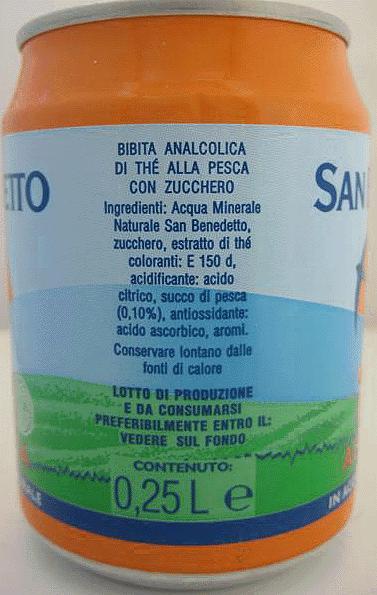 ETTO
SAN
BIBITA ANALCOLICA
DI THÉ ALLA PESCA
CON ZUCCHERO
Ingredienti: Acqua Minerale
Naturale San Benedetto,
zucchero, estratto di thé
coloranti: E 150 d,
acidificante: acido
citrico, succo di pesca
(0,10%), antiossidante:
acido ascorbico, aromi.
Conservare lontano dalle
fonti di calore
LOTTO DI PRODUZIONE
E DA CONSUMARSI
PREFERIBILMENTE ENTRO IL:
VEDERE SUL FONDO
CONTENUTO:
0,25 L e